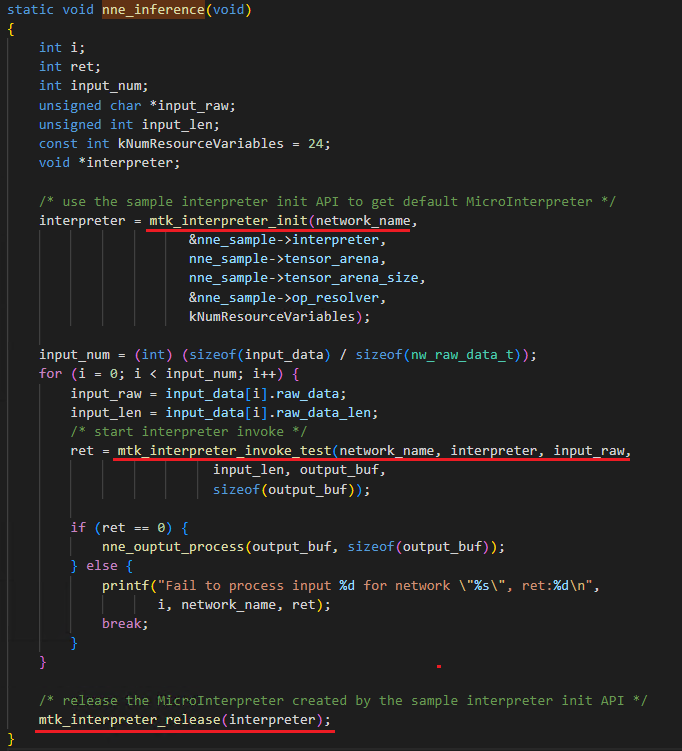 static void nne_inference(void)
{
    int i;
    int ret;
    int input_num;
    unsigned char *input_raw;
    unsigned int input_len;
    const int kNumResourceVariables = 24;
    void *interpreter;

    /* use the sample interpreter init API to get default MicroInterpreter */
    interpreter = mtk_interpreter_init(network_name,
                       &nne_sample->interpreter,
                       nne_sample->tensor_arena,
                       nne_sample->tensor_arena_size,
                       &nne_sample->op_resolver,
                       kNumResourceVariables);

    input_num = (int) (sizeof(input_data) / sizeof(nw_raw_data_t));
    for (i = 0; i < input_num; i++) {
        input_raw = input_data[i].raw_data;
        input_len = input_data[i].raw_data_len;
        /* start interpreter invoke */
        ret = mtk_interpreter_invoke_test(network_name, interpreter, input_raw,
                          input_len, output_buf,
                          sizeof(output_buf));

        if (ret == 0) {
            nne_ouptut_process(output_buf, sizeof(output_buf));
        } else {
            printf("Fail to process input %d for network \"%s\", ret:%d\n",
                   i, network_name, ret);
            break;
        }
    }

    /* release the MicroInterpreter created by the sample interpreter init API */
    mtk_interpreter_release(interpreter);
}